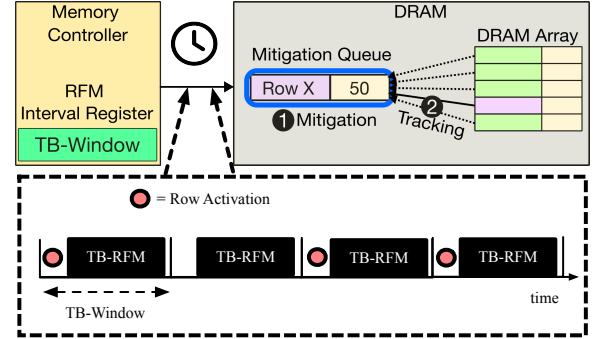 Memory
Controller
RFM
Interval Register
TB-Window
DRAM
Mitigation Queue
Row X
50
1 Mitigation
DRAM Array
2
Tracking
= Row Activation
TB-RFM
TB-RFM
TB-RFM
TB-RFM
TB-Window
time